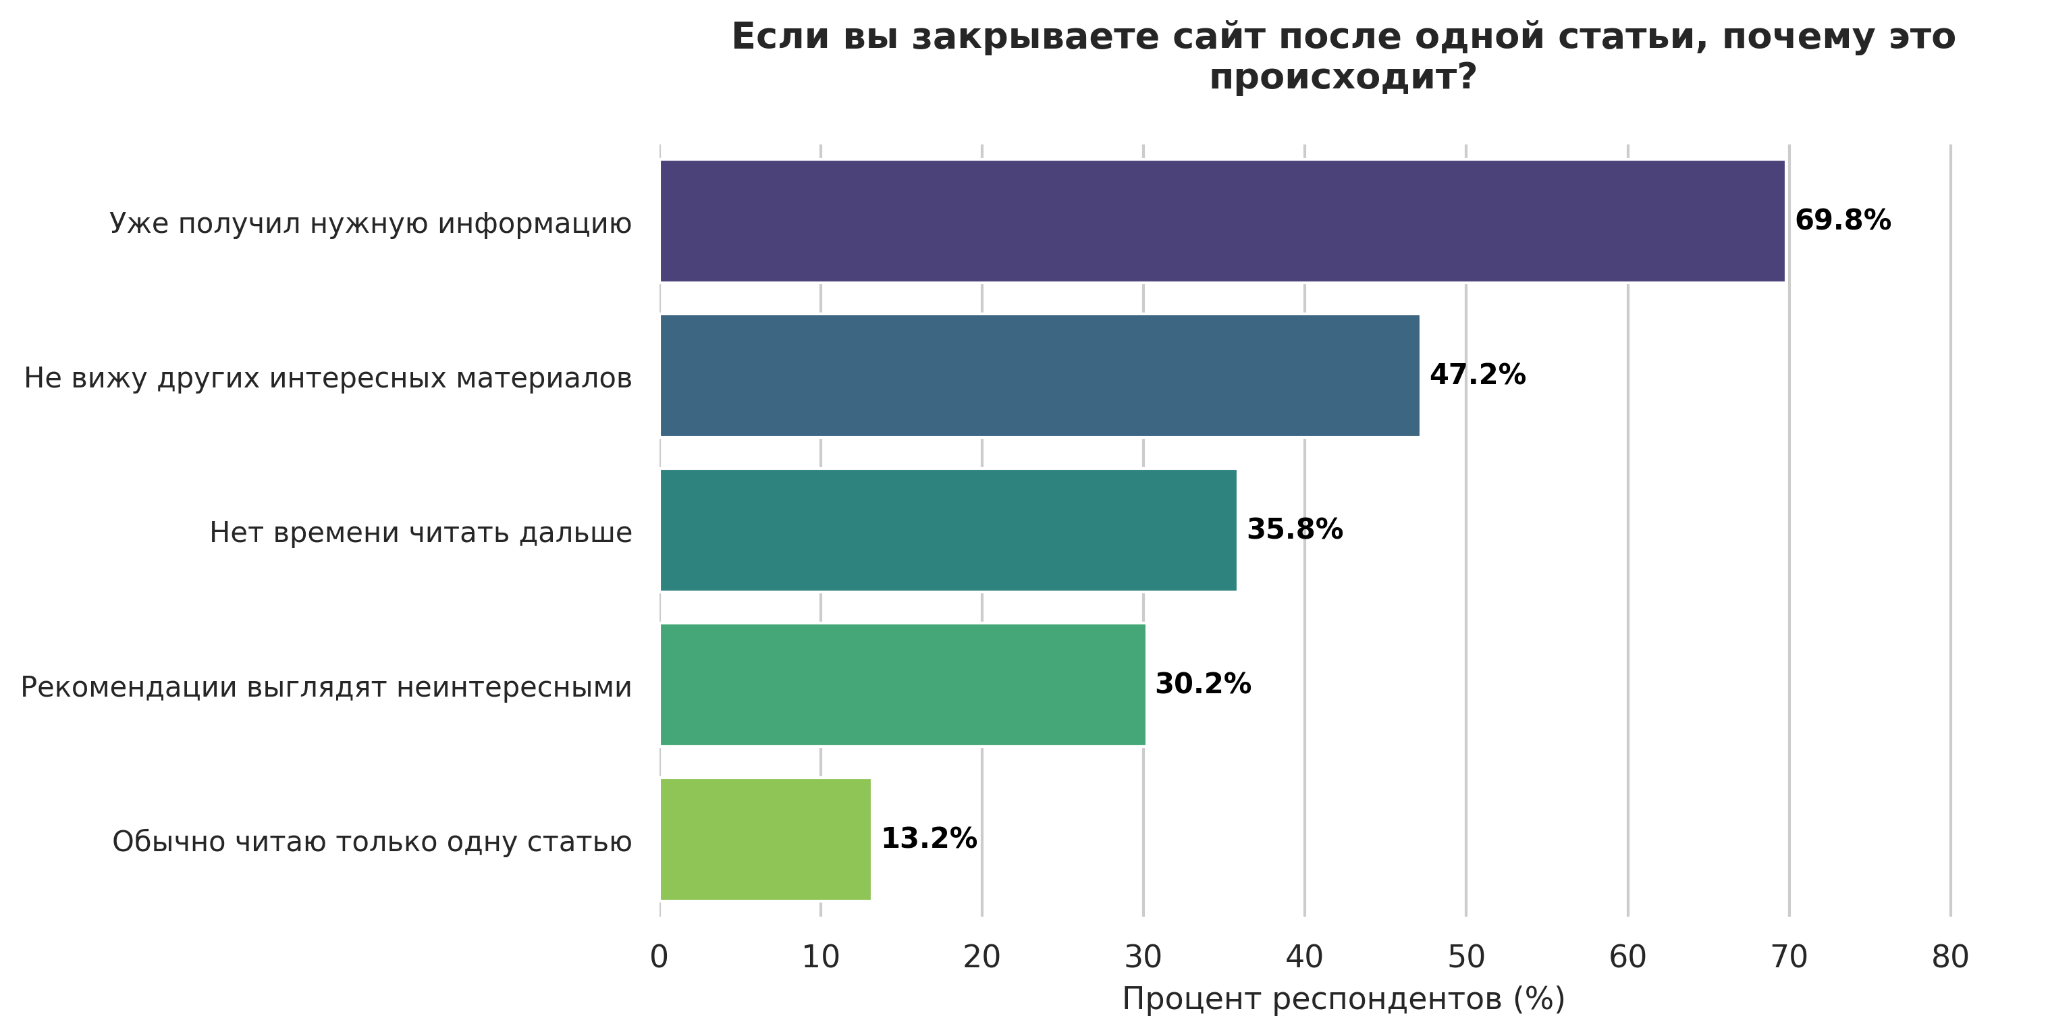 Если вы закрываете сайт после одной статьи, почему это
происходит?
Уже получил нужную информацию
69.8%
Не вижу других интересных материалов
47.2%
Нет времени читать дальше
35.8%
Рекомендации выглядят неинтересными
30.2%
Обычно читаю только одну статью
13.2%
0 10 20 30 40 50 60 70 80
Процент респондентов (%)